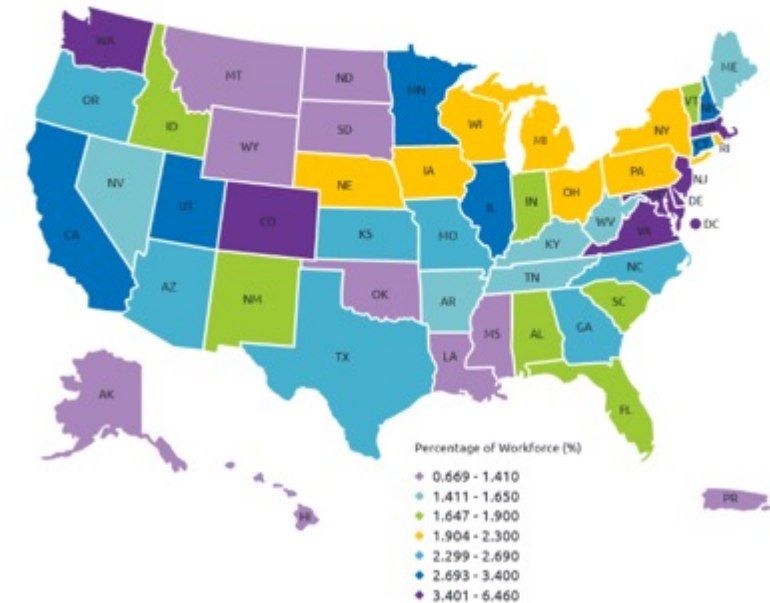 WA
MT
ND
MN
ME
OR
ID
SD
WI
MI
VT
NH
NY
WY
RI
NV
NE
IA
PA
NJ
OH
IN
IL
UT
CO
DE
DC
CA
KS
MO
WV
VA
KY
NC
AZ
NM
OK
AR
TN
SC
MS
AL
GA
TX
LA
AK
FL
HI
PR
Percentage of Workforce (%)
0.669 - 1.410
1.411 - 1.650
1.647 - 1.900
1.904 - 2.300
2.299 - 2.690
2.693 - 3.400
3.401 - 6.460